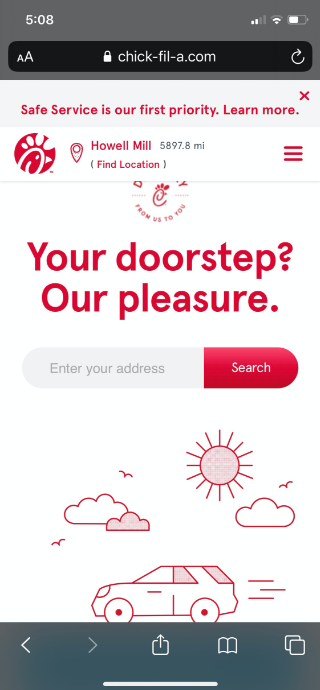 5:08
AA chick-fil-a.com
Safe Service is our first priority. Learn more.
Howell Mill 5897.8 mi
( Find Location )
FROM US TO YOU
Your doorstep?
Our pleasure.
Enter your address Search